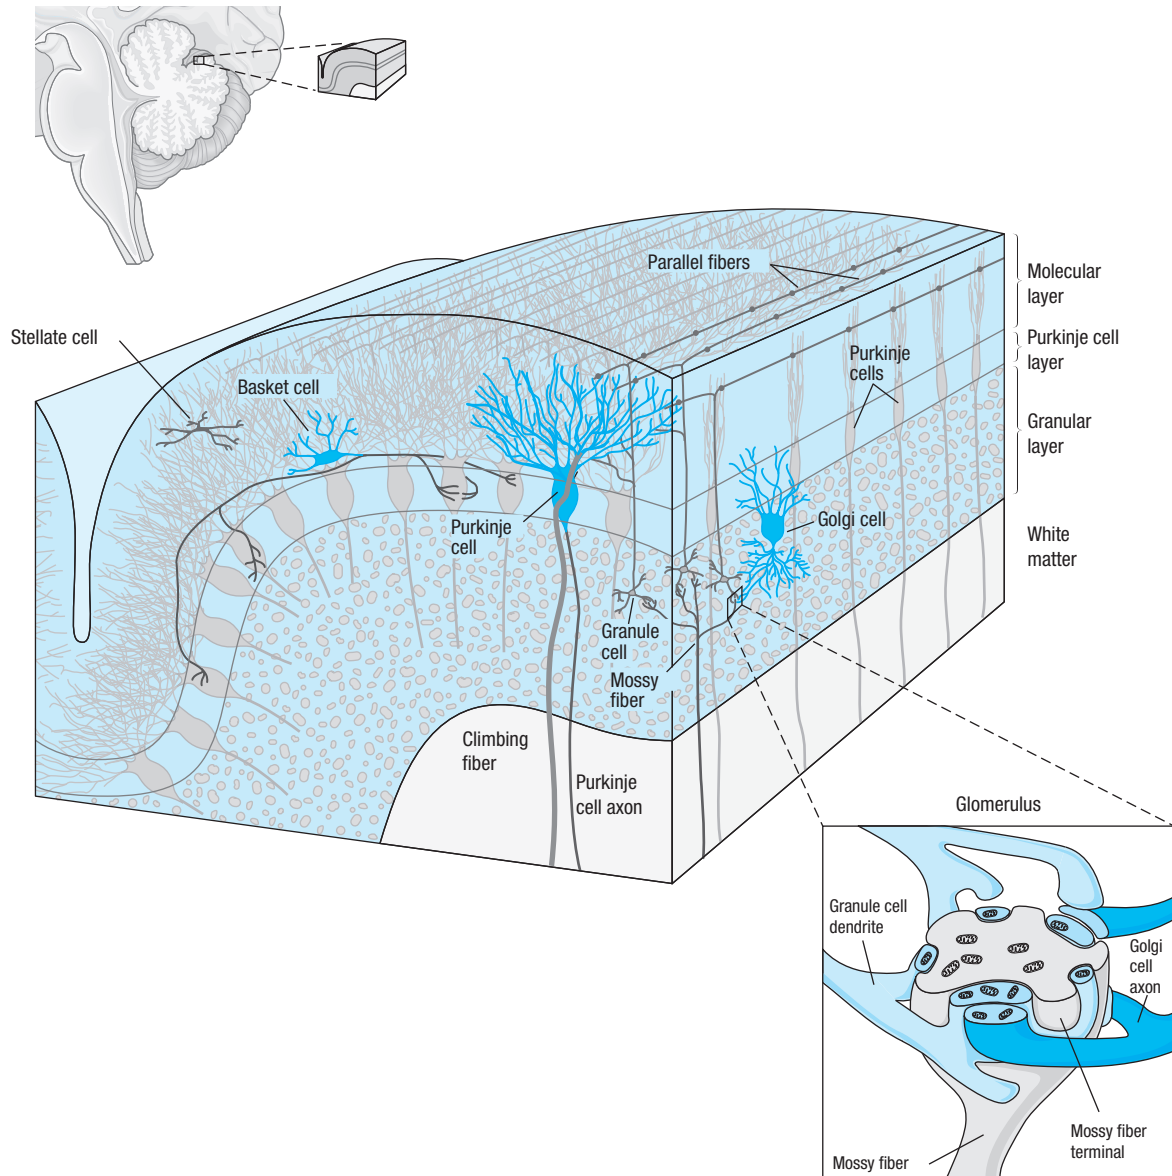 Parallel fibers
Molecular
layer
Stellate cell
Purkinje cell
layer
Purkinje
cells
Basket cell
Granular
layer
Purkinje
cell
Golgi cell
White
matter
Granule
cell
Mossy
fiber
Climbing
fiber
Purkinje
cell axon
Glomerulus
Granule cell
dendrite
Golgi
cell
axon
Mossy fiber
terminal
Mossy fiber